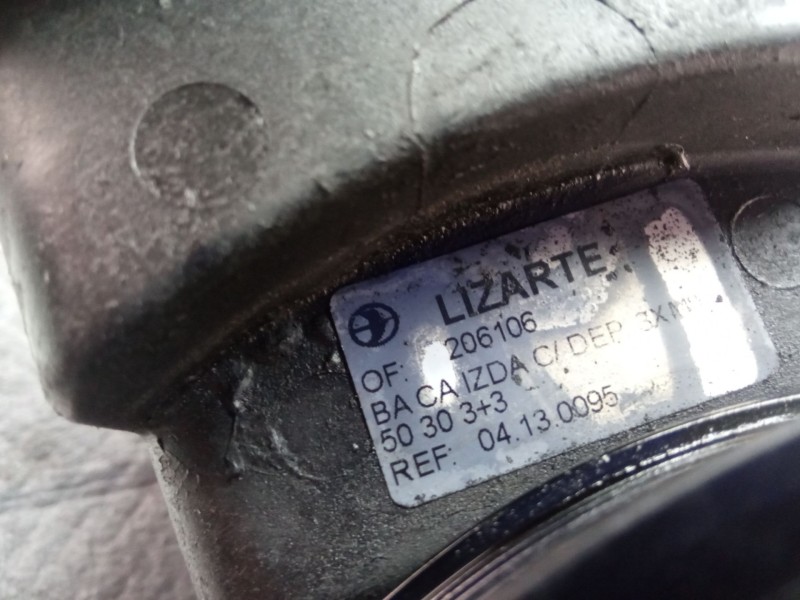 LIZARTE
OF: 206106
BA CA IZDA C/ DEP
50 30 3+3
REF: 04.13.0095